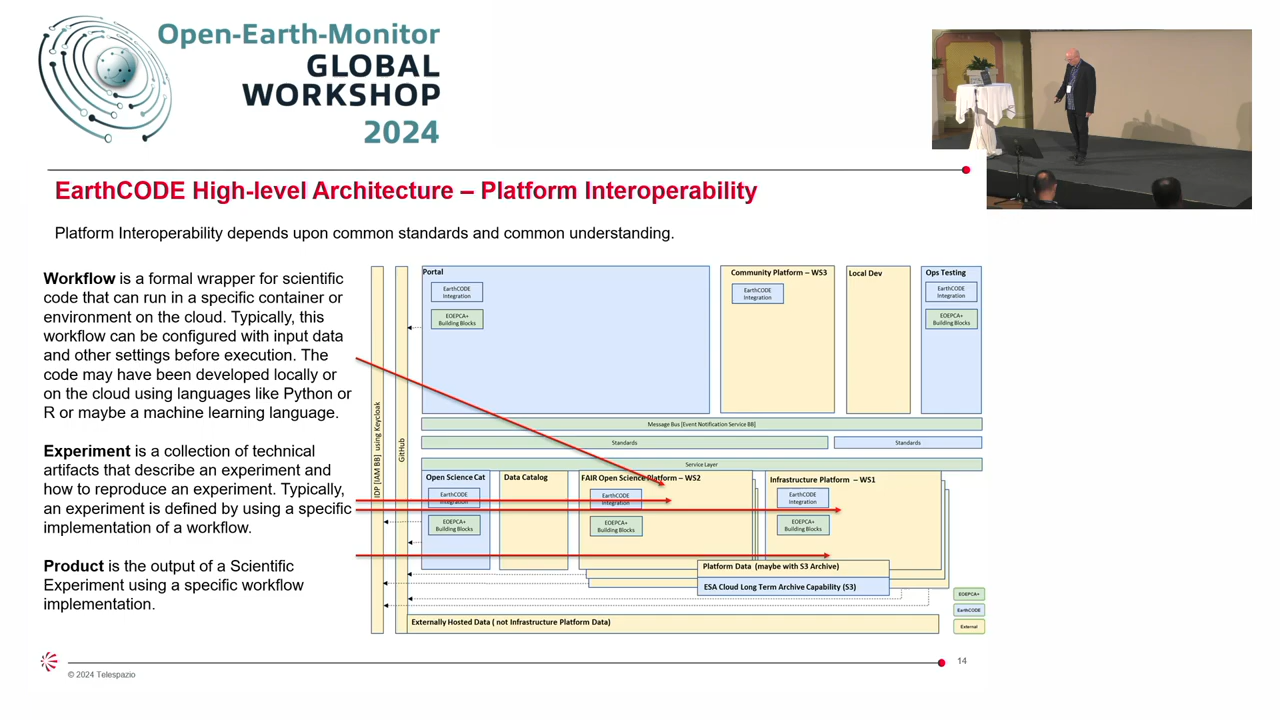 Open-Earth-Monitor
GLOBAL
WORKSHOP
2024
EarthCODE High-level Architecture – Platform Interoperability
Platform Interoperability depends upon common standards and common understanding.
Workflow is a formal wrapper for scientific
code that can run in a specific container or
environment on the cloud. Typically, this
workflow can be configured with input data
and other settings before execution. The
code may have been developed locally or
on the cloud using languages like Python or
R or maybe a machine learning language.
Experiment is a collection of technical
artifacts that describe an experiment and
how to reproduce an experiment. Typically,
an experiment is defined by using a specific
implementation of a workflow.
Product is the output of a Scientific
Experiment using a specific workflow
implementation.
IDP [IAM BB] using Keycloak
GitHub
Portal
EarthCODE
Integration
EOEPCA+
Building Blocks
Community Platform – WS3
EarthCODE
Integration
Local Dev
Ops Testing
EarthCODE
Integration
EOEPCA+
Building Blocks
Message Bus [Event Notification Service BB]
Standards
Standards
Service Layer
Open Science Cat
EarthCODE
Integration
EOEPCA+
Building Blocks
Data Catalog
FAIR Open Science Platform – WS2
EarthCODE
Integration
EOEPCA+
Building Blocks
Infrastructure Platform – WS1
EarthCODE
Integration
EOEPCA+
Building Blocks
Platform Data (maybe with S3 Archive)
ESA Cloud Long Term Archive Capability (S3)
Externally Hosted Data ( not Infrastructure Platform Data)
EOEPCA+
EarthCODE
External
14
© 2024 Telespazio